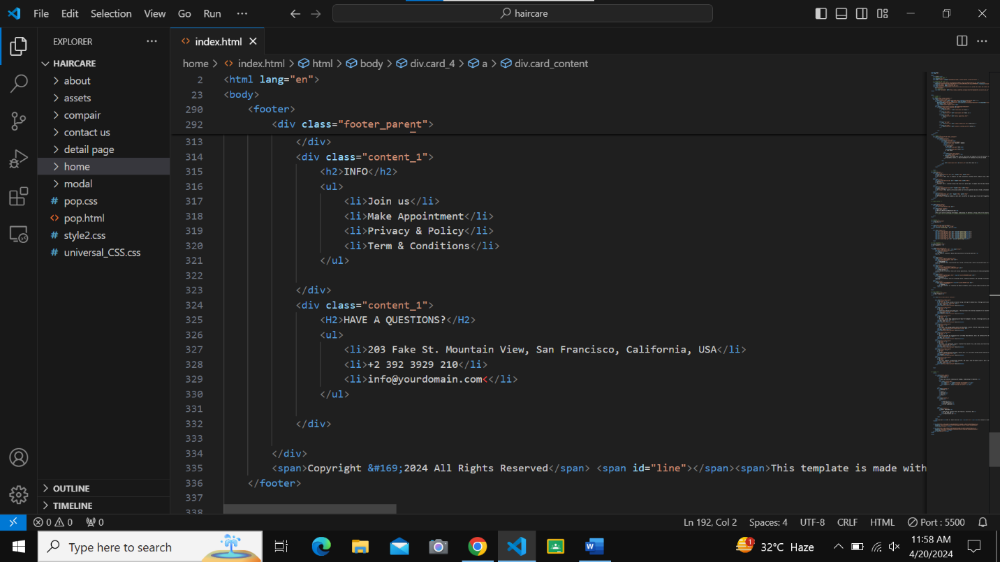 File Edit Selection View Go Run ··· haircare
EXPLORER ···
index.html
HAIRCARE
about
assets
compair
contact us
detail page
home
modal
# pop.css
<> pop.html
# style2.css
# universal_CSS.css
OUTLINE
TIMELINE
home > <> index.html > html > body > div.card_4 > a > div.card_content
2 <html lang="en">
23 <body>
290 <footer>
292 <div class="footer_parent">
313 </div>
314 <div class="content_1">
315 <h2>INFO</h2>
316 <ul>
317 <li>Join us</li>
318 <li>Make Appointment</li>
319 <li>Privacy & Policy</li>
320 <li>Term & Conditions</li>
321 </ul>
322
323 </div>
324 <div class="content_1">
325 <H2>HAVE A QUESTIONS?</H2>
326 <ul>
327 <li>203 Fake St. Mountain View, San Francisco, California, USA</li>
328 <li>+2 392 3929 210</li>
329 <li>info@yourdomain.com<</li>
330 </ul>
331
332 </div>
333
334 </div>
335 <span>Copyright &#169;2024 All Rights Reserved</span> <span id="line"></span><span>This template is made with
336 </footer>
337
338
0 0 0 Ln 192, Col 2 Spaces: 4 UTF-8 CRLF HTML Port : 5500
Type here to search 1 32°C Haze 11:58 AM
4/20/2024